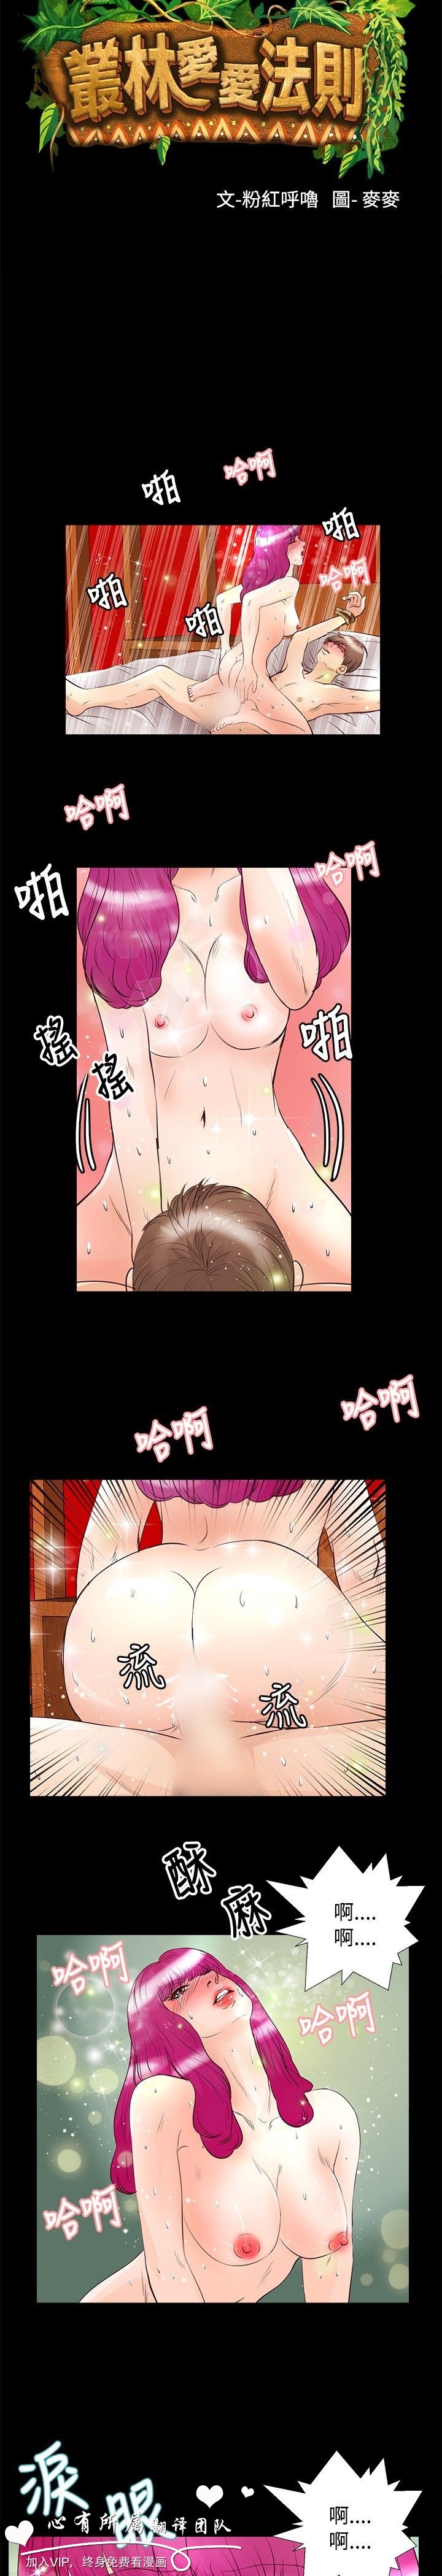 叢林愛愛法則
文-粉紅呼嚕 圖-麥麥
哈啊
啪
啪
哈啊
啪
啪
哈啊
哈啊
啪
啪
搖
搖
哈啊
哈啊
流
流
酥
麻
啊....
啊....
哈啊
哈啊
哈啊
淚
眼
啊....
啊....
心有所属翻译团队
加入VIP，终身免费看漫画